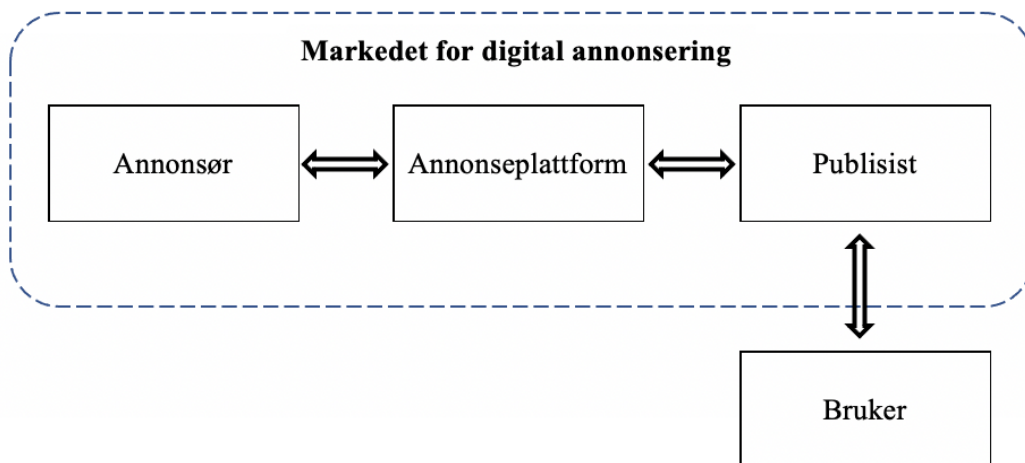 Markedet for digital annonsering
Annonsør
Annonseplattform
Publisist
Bruker